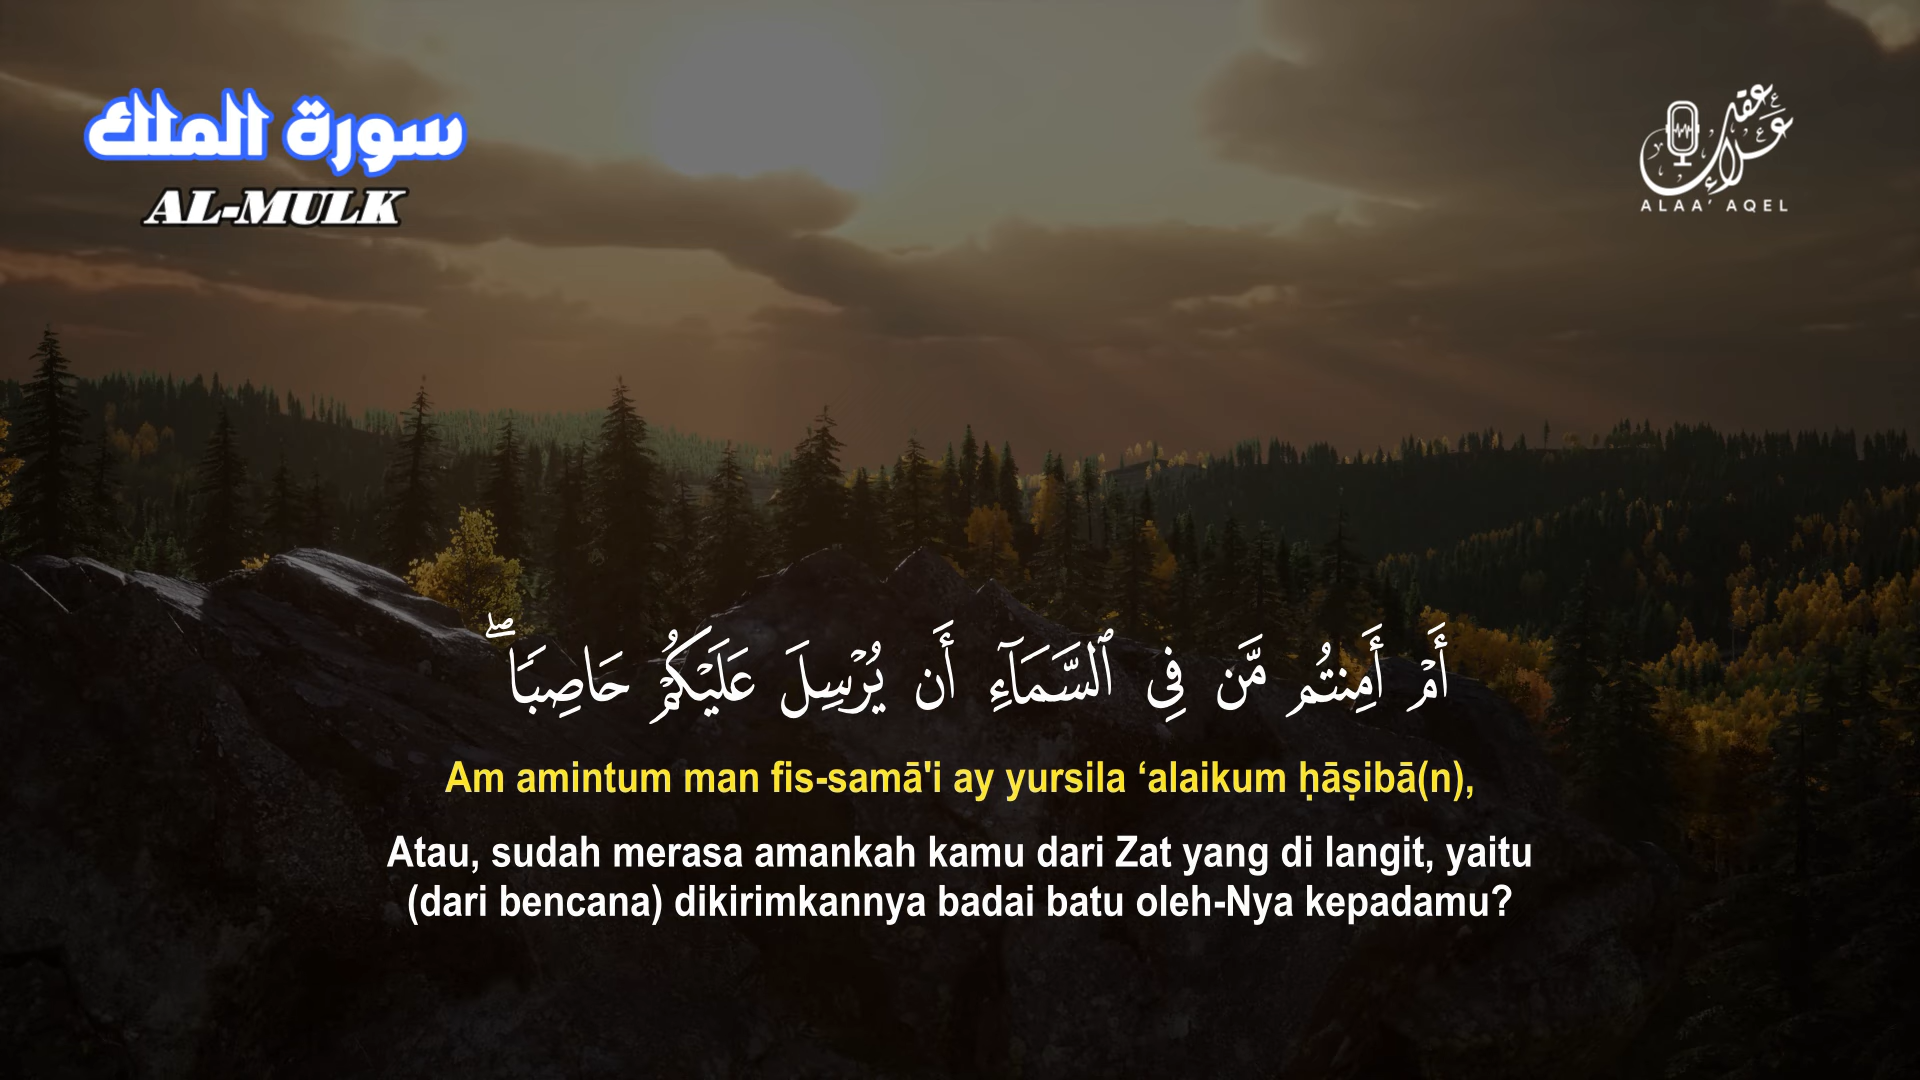 سورة الملك
AL-MULK
علاء عقل
ALAA' AQEL
أَمْ أَمِنتُم مَّن فِى ٱلسَّمَآءِ أَن يُرْسِلَ عَلَيْكُمْ حَاصِبًا ۖ
Am amintum man fis-samā'i ay yursila ‘alaikum ḥāṣibā(n),
Atau, sudah merasa amankah kamu dari Zat yang di langit, yaitu
(dari bencana) dikirimkannya badai batu oleh-Nya kepadamu?